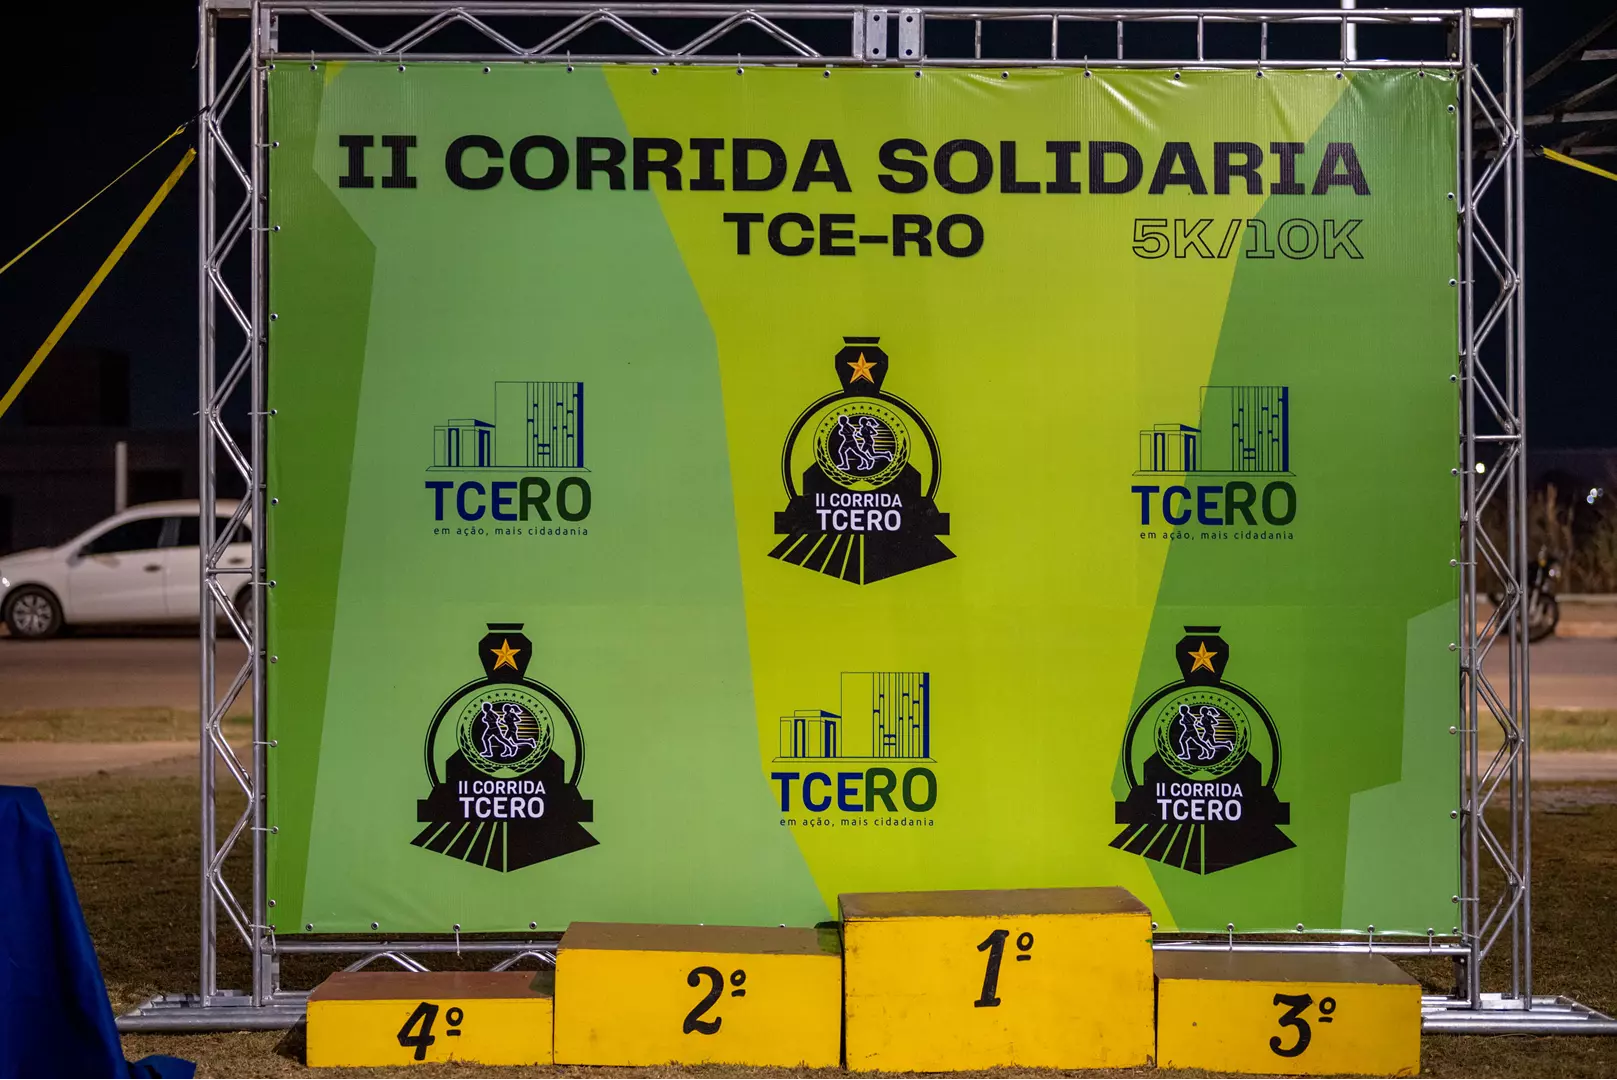 II CORRIDA SOLIDARIA
TCE-RO
5K/10K
TCERO
em ação, mais cidadania
II CORRIDA
TCERO
TCERO
em ação, mais cidadania
II CORRIDA
TCERO
TCERO
em ação, mais cidadania
II CORRIDA
TCERO
4º
2º
1º
3º